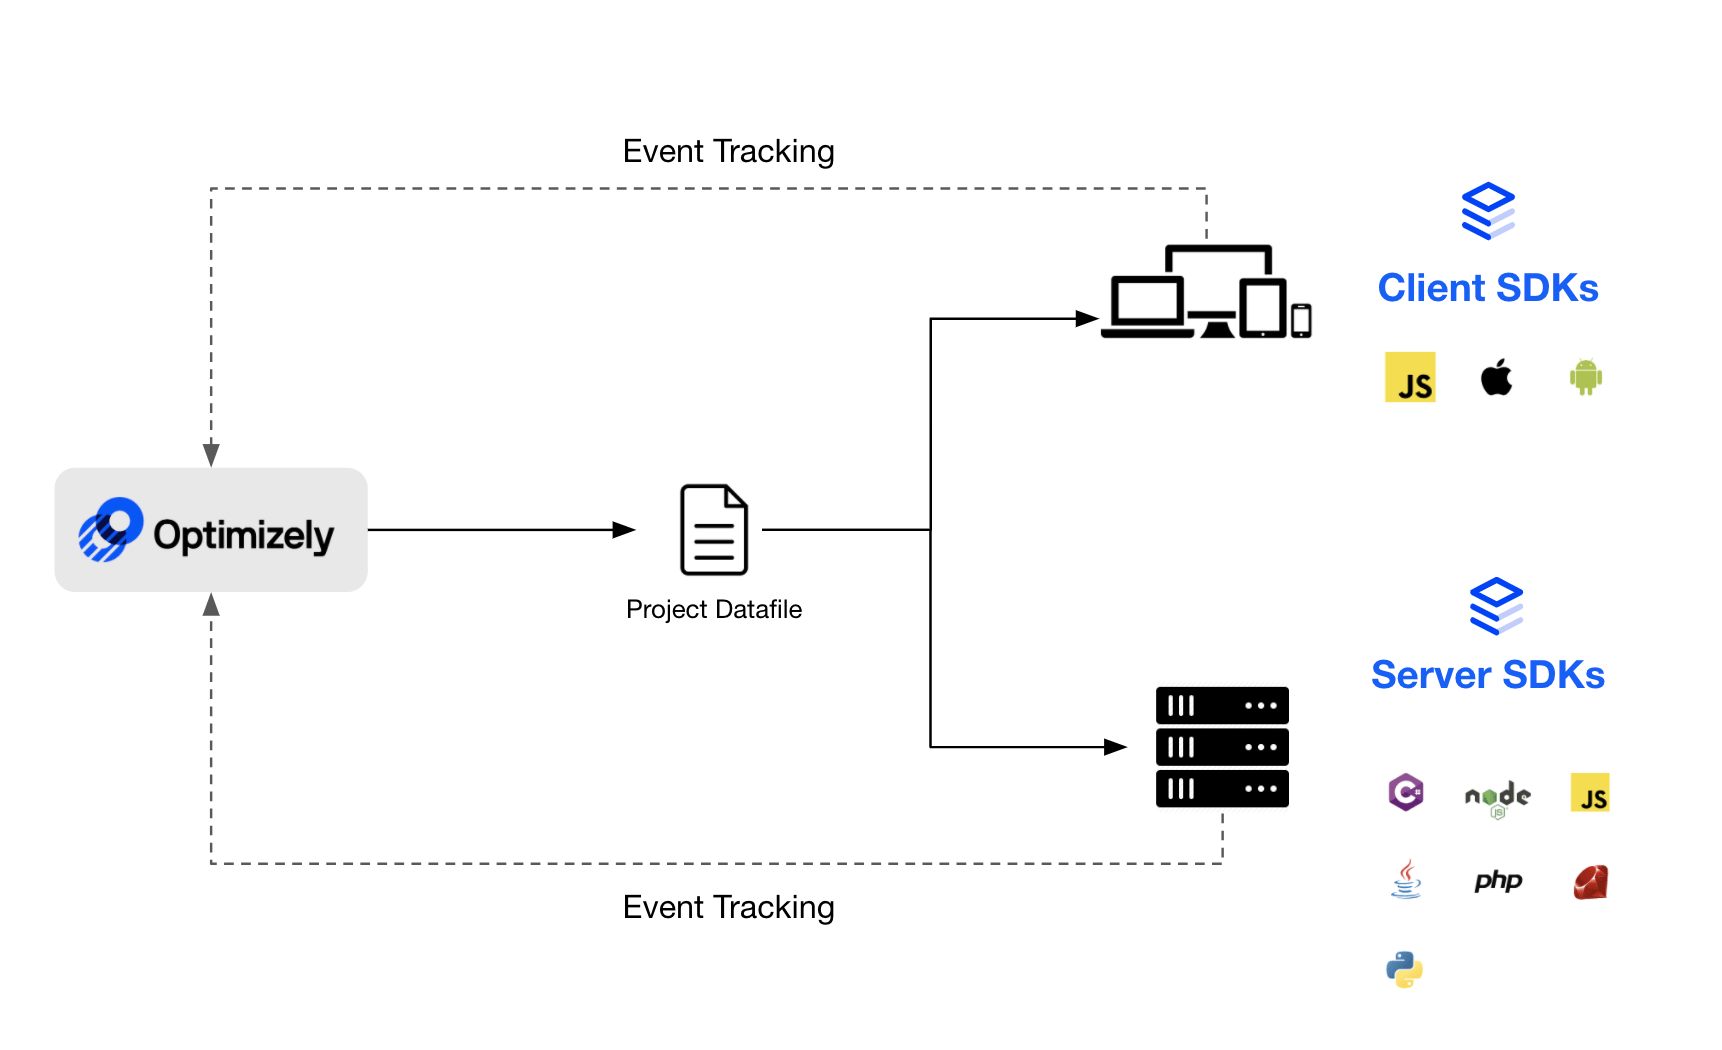 Event Tracking
Client SDKs
JS
Optimizely
Project Datafile
Server SDKs
C#
node
JS
JS
php
Event Tracking